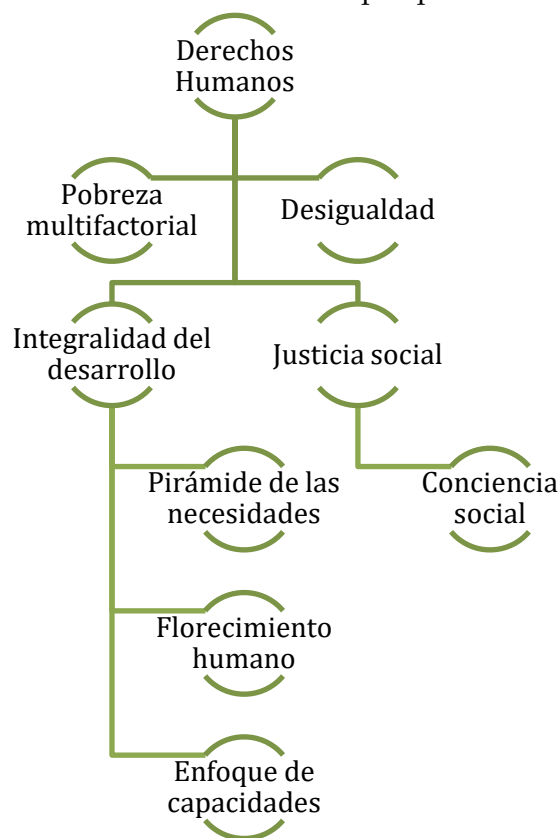 Derechos
Humanos
Pobreza
multifactorial
Desigualdad
Integralidad del
desarrollo
Justicia social
Pirámide de las
necesidades
Conciencia
social
Florecimiento
humano
Enfoque de
capacidades